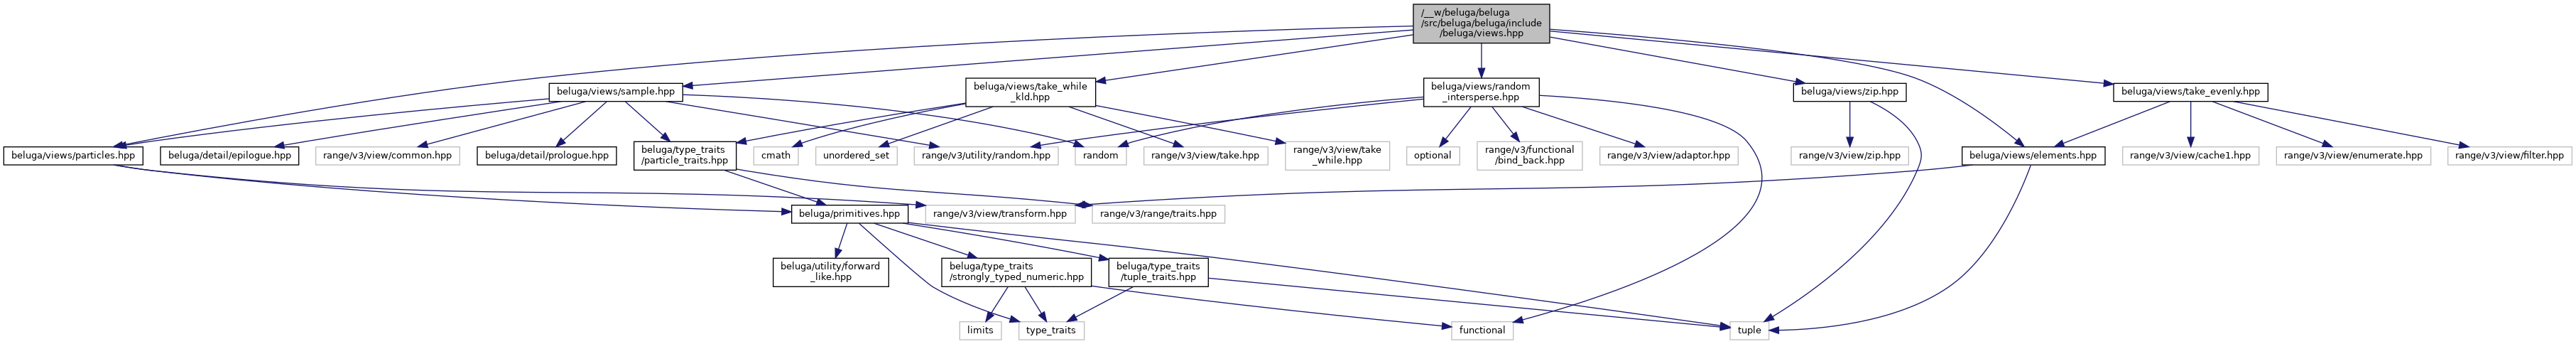 /__w/beluga/beluga
/src/beluga/beluga/include
/beluga/views.hpp
beluga/views/sample.hpp
beluga/views/take_while
_kld.hpp
beluga/views/random
_intersperse.hpp
beluga/views/zip.hpp
beluga/views/take_evenly.hpp
beluga/views/particles.hpp
beluga/detail/epilogue.hpp
range/v3/view/common.hpp
beluga/detail/prologue.hpp
beluga/type_traits
/particle_traits.hpp
cmath
unordered_set
range/v3/utility/random.hpp
random
range/v3/view/take.hpp
range/v3/view/take
_while.hpp
optional
range/v3/functional
/bind_back.hpp
range/v3/view/adaptor.hpp
range/v3/view/zip.hpp
beluga/views/elements.hpp
range/v3/view/cache1.hpp
range/v3/view/enumerate.hpp
range/v3/view/filter.hpp
beluga/primitives.hpp
range/v3/view/transform.hpp
range/v3/range/traits.hpp
beluga/utility/forward
_like.hpp
beluga/type_traits
/strongly_typed_numeric.hpp
beluga/type_traits
/tuple_traits.hpp
limits
type_traits
functional
tuple